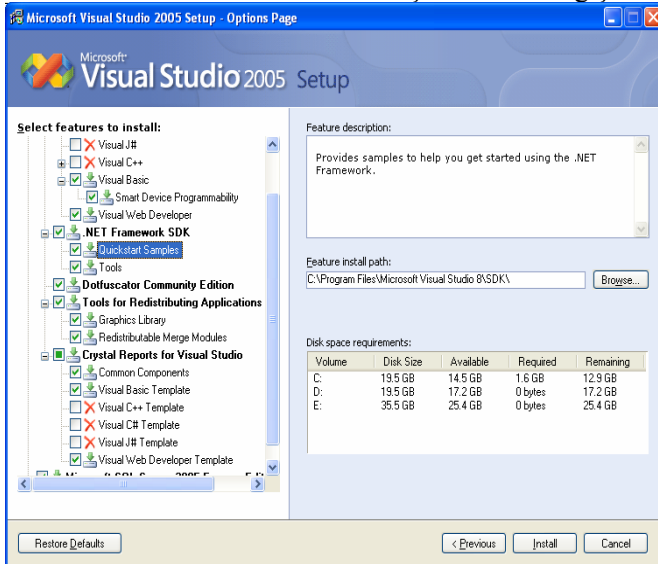 Microsoft Visual Studio 2005 Setup - Options Page
Microsoft
Visual Studio 2005 Setup
Select features to install:
Visual J#
Visual C++
Visual Basic
Smart Device Programmability
Visual Web Developer
.NET Framework SDK
Quickstart Samples
Tools
Dotfuscator Community Edition
Tools for Redistributing Applications
Graphics Library
Redistributable Merge Modules
Crystal Reports for Visual Studio
Common Components
Visual Basic Template
Visual C++ Template
Visual C# Template
Visual J# Template
Visual Web Developer Template
Feature description:
Provides samples to help you get started using the .NET
Framework.
Feature install path:
C:\Program Files\Microsoft Visual Studio 8\SDK\
Browse...
Disk space requirements:
Volume Disk Size Available Required Remaining
C: 19.5 GB 14.5 GB 1.6 GB 12.9 GB
D: 19.5 GB 17.2 GB 0 bytes 17.2 GB
E: 35.5 GB 25.4 GB 0 bytes 25.4 GB
Restore Defaults
< Previous
Install
Cancel